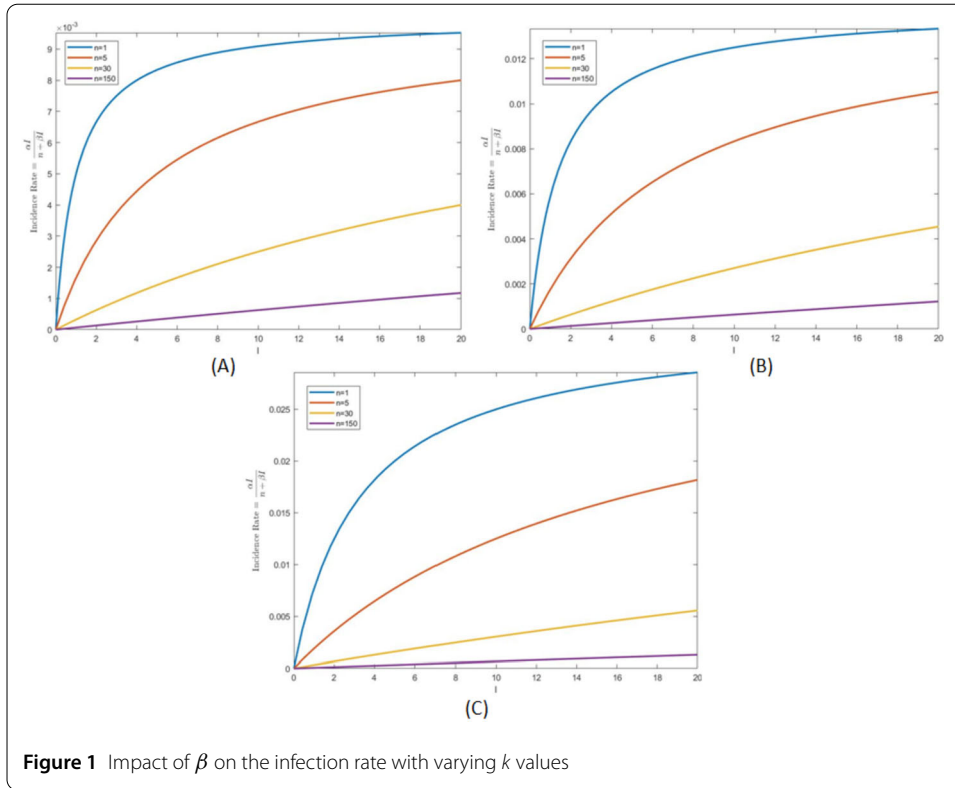 ×10⁻³
n=1
n=5
n=30
n=150
Incidence Rate = αI / n + βI
9
8
7
6
5
4
3
2
1
0
0 2 4 6 8 10 12 14 16 18 20
I
(A)
n=1
n=5
n=30
n=150
Incidence Rate = αI / n + βI
0.012
0.01
0.008
0.006
0.004
0.002
0
0 2 4 6 8 10 12 14 16 18 20
I
(B)
n=1
n=5
n=30
n=150
Incidence Rate = αI / n + βI
0.025
0.02
0.015
0.01
0.005
0
0 2 4 6 8 10 12 14 16 18 20
I
(C)
Figure 1 Impact of β on the infection rate with varying k values